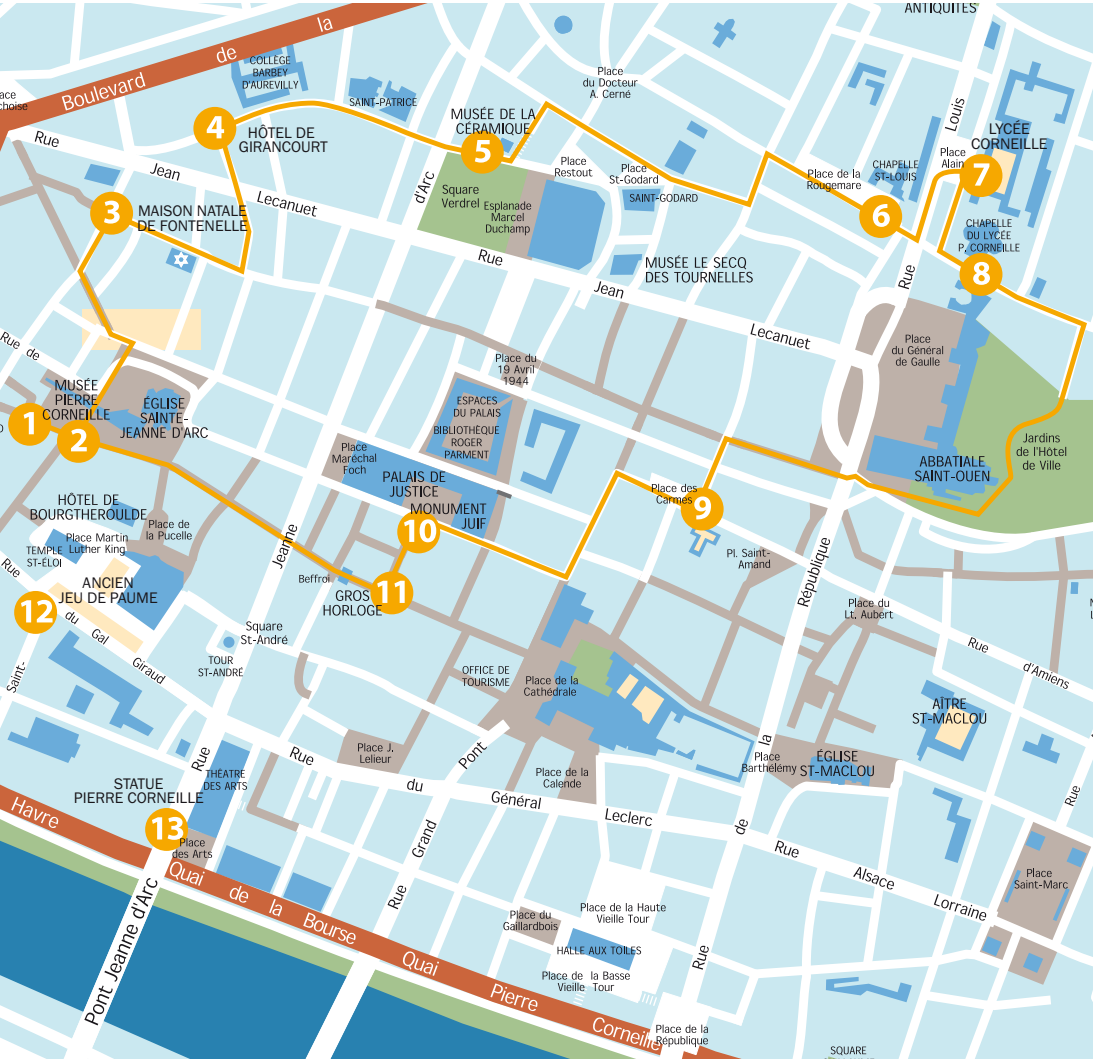 ANTIQUITÉS
Boulevard de la
COLLÈGE
BARBEY
D'AUREVILLY
SAINT-PATRICE
Place
du Docteur
A. Cerné
MUSÉE DE LA
CÉRAMIQUE
5
4
HÔTEL DE
GIRANCOURT
Rue Jean Lecanuet
Louis
LYCÉE
CORNEILLE
Place
Alain
7
CHAPELLE
ST-LOUIS
Place de la
Rougemare
6
Place
Restout
Place
St-Godard
SAINT-GODARD
d'Arc
Square
Verdrel
Esplanade
Marcel
Duchamp
3
MAISON NATALE
DE FONTENELLE
CHAPELLE
DU LYCÉE
P. CORNEILLE
8
Rue
MUSÉE LE SECQ
DES TOURNELLES
Rue Jean Lecanuet
Rue de
Place
du Général
de Gaulle
Place du
19 Avril
1944
MUSÉE
PIERRE
CORNEILLE
1
2
ÉGLISE
SAINTE-
JEANNE D'ARC
ESPACES
DU PALAIS
BIBLIOTHÈQUE
ROGER
PARMENT
Place
Maréchal
Foch
PALAIS DE
JUSTICE
MONUMENT
JUIF
10
Place des
Carmes
9
ABBATIALE
SAINT-OUEN
Jardins
de l'Hôtel
de Ville
HÔTEL DE
BOURGTHEROULDE
Place de
la Pucelle
Place Martin
Luther King
TEMPLE
ST-ÉLOI
Jeanne
Pl. Saint-
Amand
République
Beffroi
GROS
HORLOGE
11
ANCIEN
JEU DE PAUME
12
Rue du Gal Giraud
Place du
Lt. Aubert
Rue d'Amiens
Square
St-André
TOUR
ST-ANDRÉ
Saint-
OFFICE DE
TOURISME
Place de la
Cathédrale
AÎTRE
ST-MACLOU
Place
Barthélémy
ÉGLISE
ST-MACLOU
Rue
THÉATRE
DES ARTS
Place J.
Lelieur
Pont
Place de la
Calende
STATUE
PIERRE CORNEILLE
13
Place
des Arts
Rue du Général Leclerc
de la
Rue
Rue Alsace Lorraine
Place
Saint-Marc
Havre
Quai de la Bourse
Quai Pierre Corneille
Pont Jeanne d'Arc
Rue Grand
Place du
Gaillardbois
Place de la Haute
Vieille Tour
HALLE AUX TOILES
Place de la Basse
Vieille Tour
Rue
Place de la
République
SQUARE